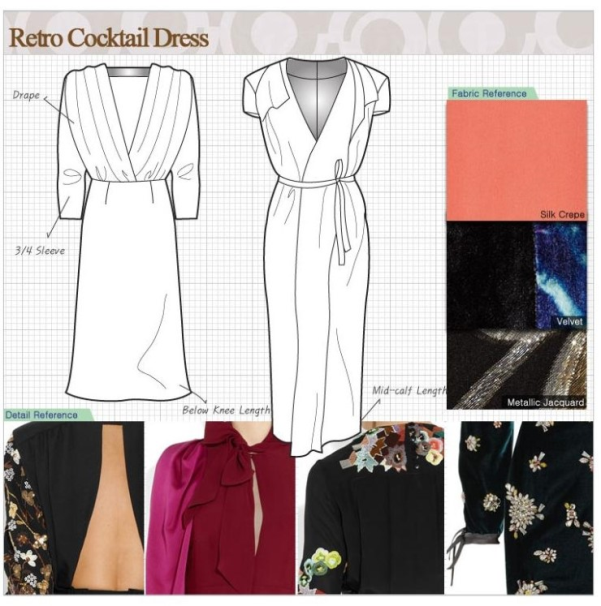 Retro Cocktail Dress
Drape
Fabric Reference
Silk Crepe
3/4 Sleeve
Velvet
Mid-calf Length
Metallic Jacquard
Below Knee Length
Detail Reference